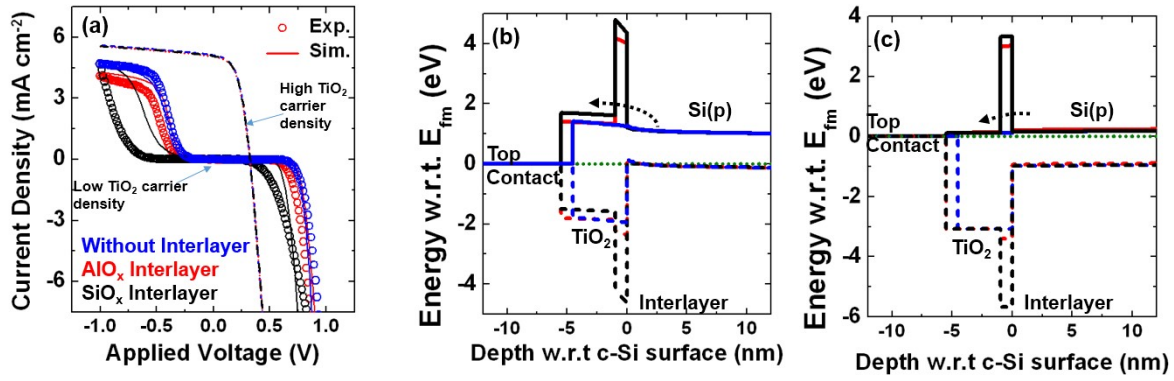 (a)
Exp.
Sim.
High TiO2
carrier
density
Low TiO2 carrier
density
Without Interlayer
AlOx Interlayer
SiOx Interlayer
6
3
0
-3
-6
-1.0 -0.5 0.0 0.5 1.0
Current Density (mA cm-2)
Applied Voltage (V)
(b)
Si(p)
Top
Contact
TiO2
Interlayer
4
2
0
-2
-4
-10 -5 0 5 10
Energy w.r.t. Efm (eV)
Depth w.r.t c-Si surface (nm)
(c)
Si(p)
Top
Contact
TiO2
Interlayer
4
2
0
-2
-4
-6
-10 -5 0 5 10
Energy w.r.t. Efm (eV)
Depth w.r.t c-Si surface (nm)